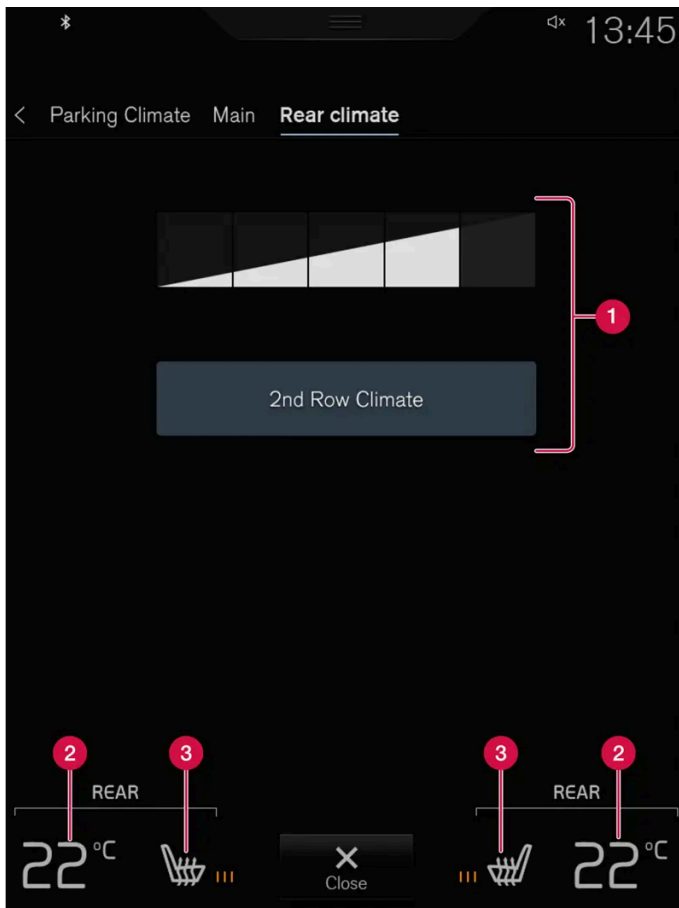 13:45
Parking Climate Main Rear climate
1
2nd Row Climate
2 3 3 2
REAR REAR
22 °C 22 °C
Close